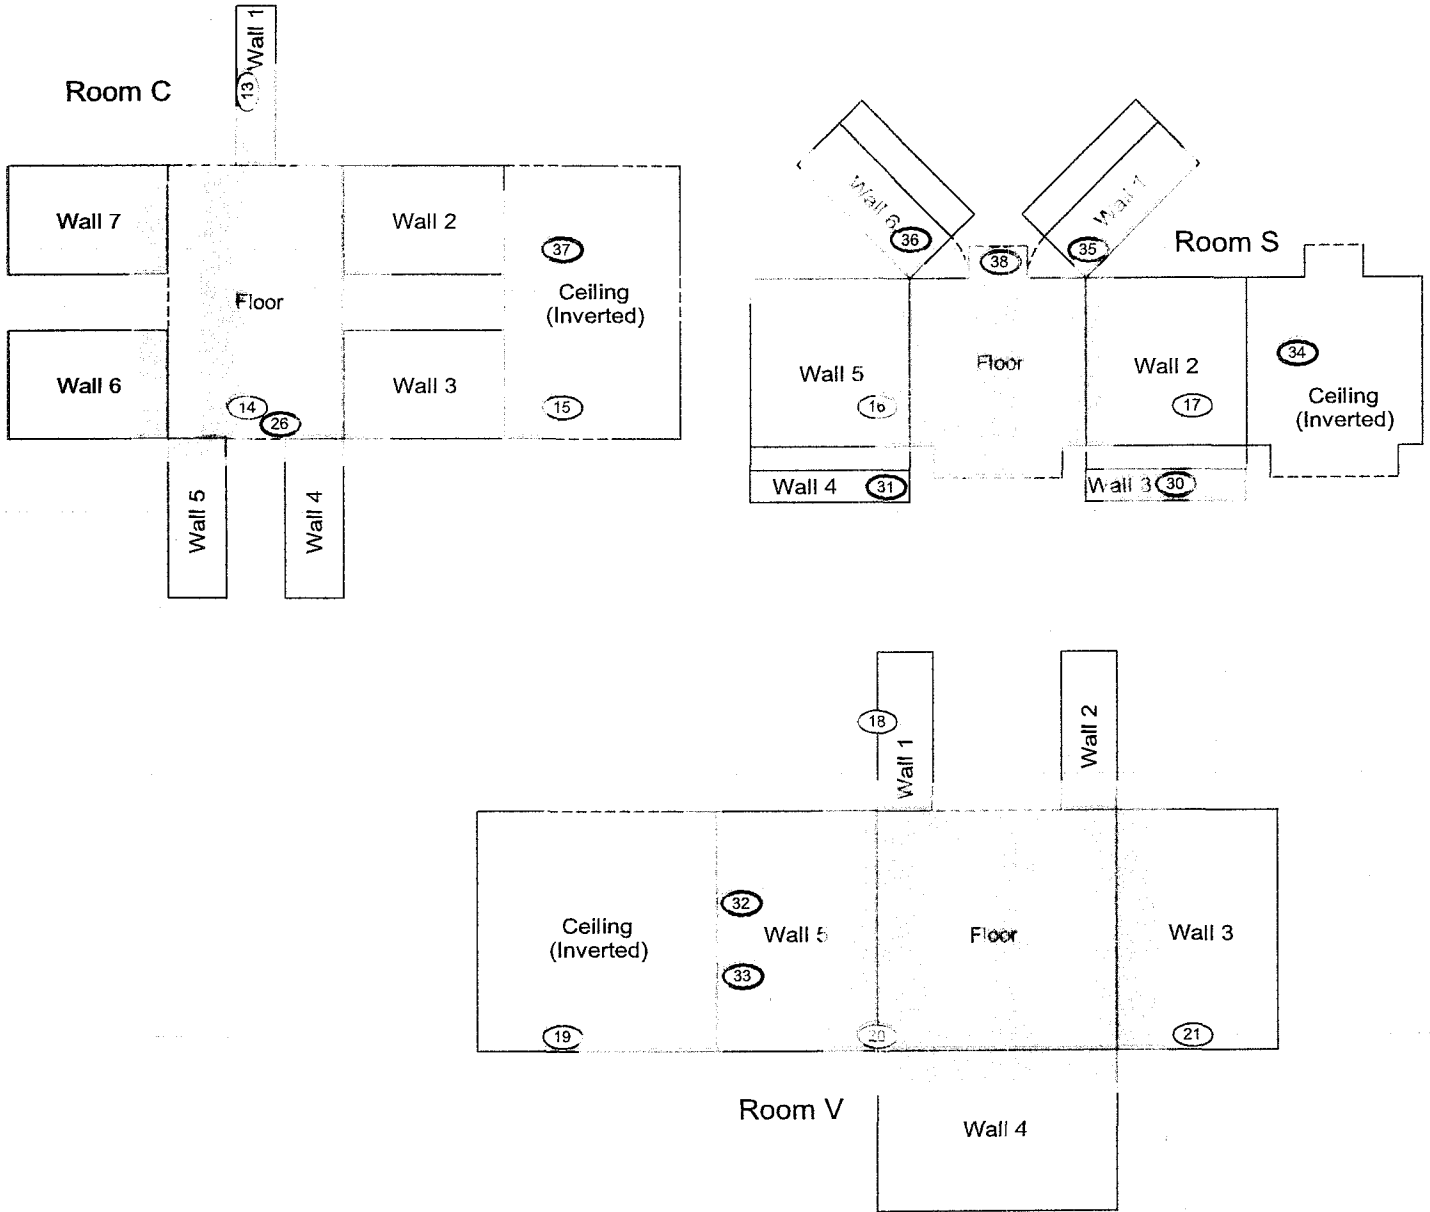 Wall 1
13
Room C
Wall 7
Wall 2
37
Floor
Ceiling
(Inverted)
Wall 6
Wall 3
14
26
15
Wall 5
Wall 4
Wall 6
36
38
35
Wall 1
Room S
Wall 5
Floor
Wall 2
34
16
17
Ceiling
(Inverted)
Wall 4
31
Wall 3
30
18
Wall 1
Wall 2
32
Ceiling
(Inverted)
Wall 5
Floor
Wall 3
33
19
20
21
Room V
Wall 4